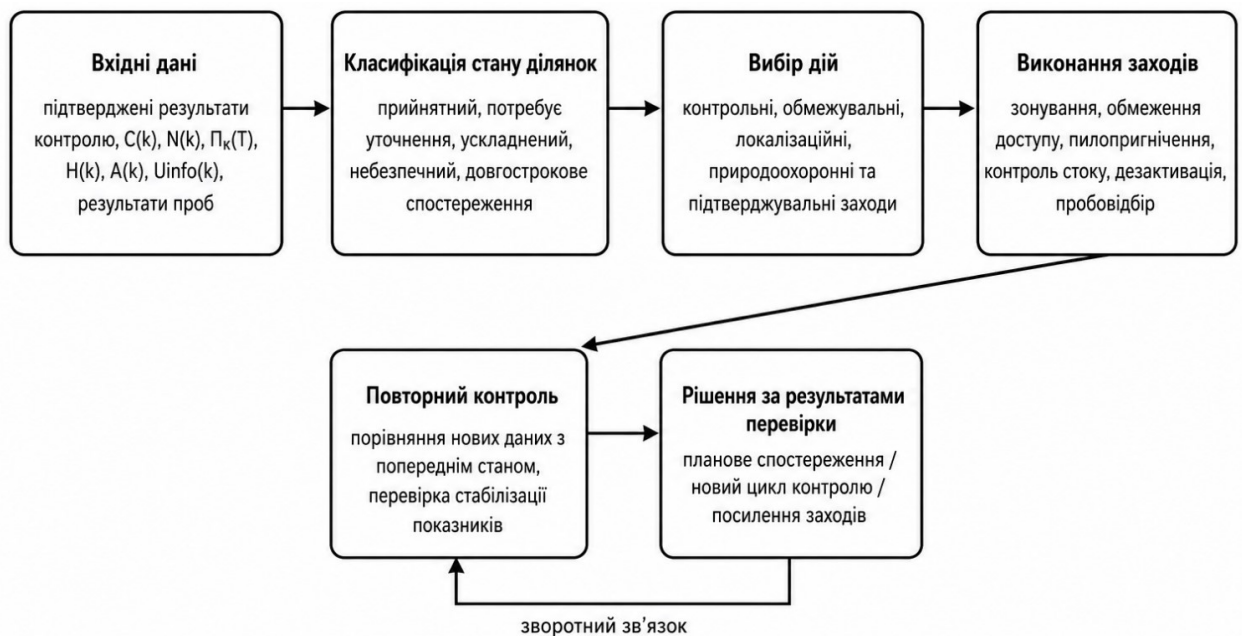 Вхідні дані
підтверджені результати
контролю, C(k), N(k), Пκ(T),
H(k), A(k), Uinfo(k),
результати проб
Класифікація стану ділянок
прийнятний, потребує
уточнення, ускладнений,
небезпечний, довгострокове
спостереження
Вибір дій
контрольні, обмежувальні,
локалізаційні,
природоохоронні та
підтверджувальні заходи
Виконання заходів
зонування, обмеження
доступу, пилопригнічення,
контроль стоку, дезактивація,
пробовідбір
Повторний контроль
порівняння нових даних з
попереднім станом,
перевірка стабілізації
показників
Рішення за результатами
перевірки
планове спостереження /
новий цикл контролю /
посилення заходів
зворотний зв'язок